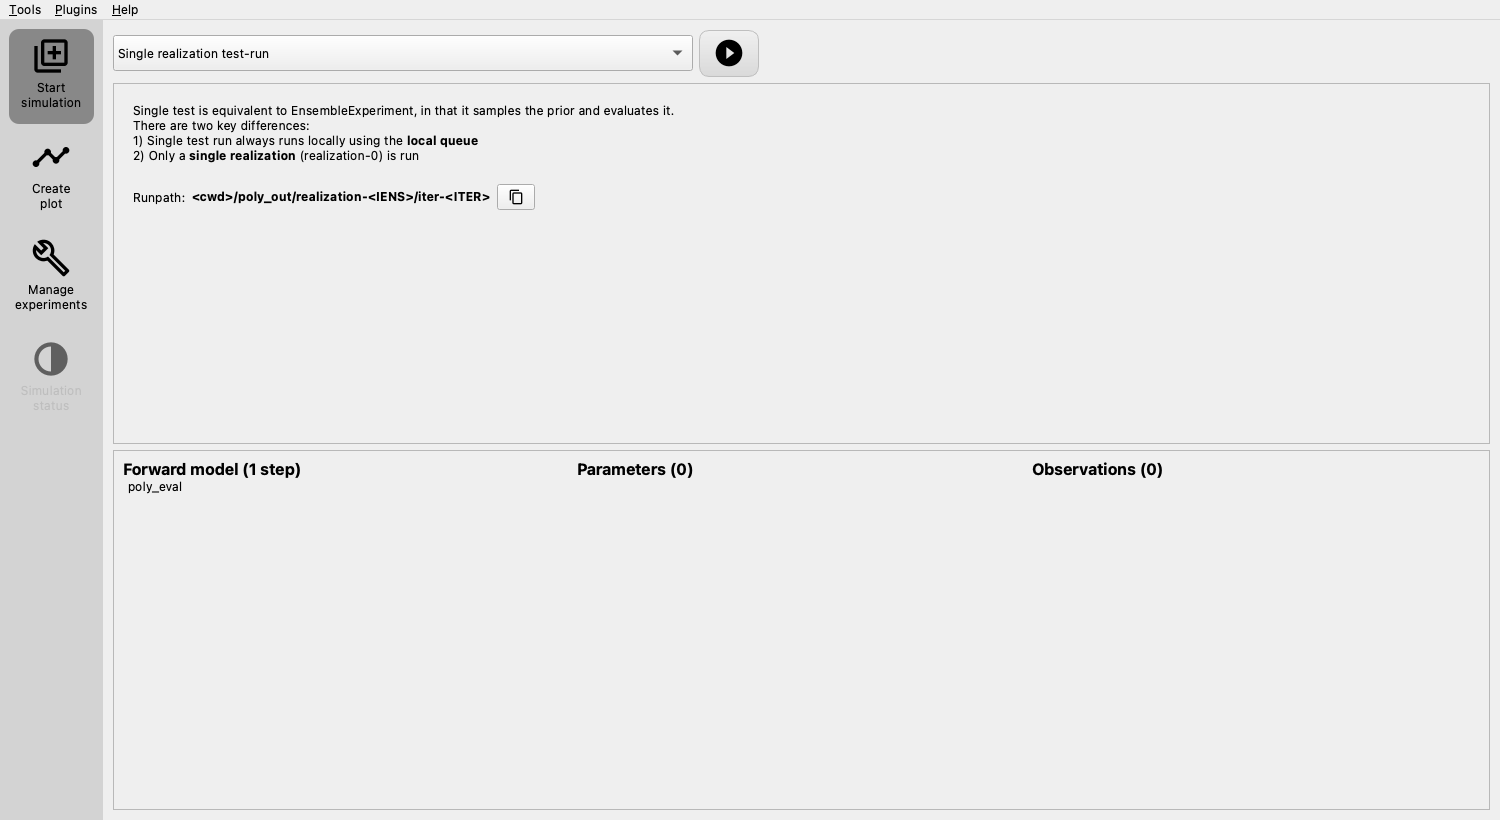 Tools Plugins Help
Start
simulation
Create
plot
Manage
experiments
Simulation
status
Single realization test-run
Single test is equivalent to EnsembleExperiment, in that it samples the prior and evaluates it.
There are two key differences:
1) Single test run always runs locally using the local queue
2) Only a single realization (realization-0) is run
Runpath: <cwd>/poly_out/realization-<IENS>/iter-<ITER>
Forward model (1 step) Parameters (0) Observations (0)
poly_eval